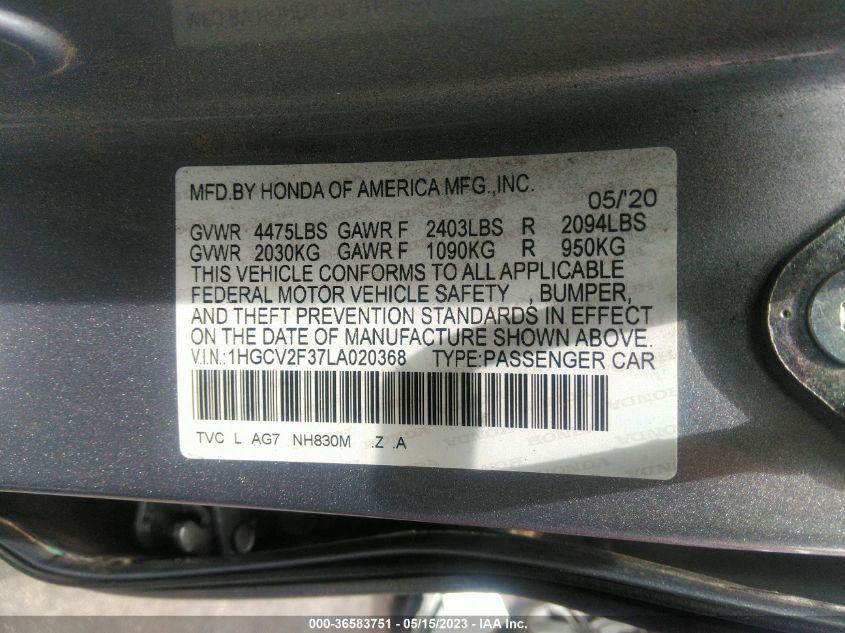 MFD.BY HONDA OF AMERICA MFG.,INC.
05/'20
GVWR 4475LBS GAWR F 2403LBS R 2094LBS
GVWR 2030KG GAWR F 1090KG R 950KG
THIS VEHICLE CONFORMS TO ALL APPLICABLE
FEDERAL MOTOR VEHICLE SAFETY , BUMPER,
AND THEFT PREVENTION STANDARDS IN EFFECT
ON THE DATE OF MANUFACTURE SHOWN ABOVE.
V.I.N.:1HGCV2F37LA020368 TYPE:PASSENGER CAR
TVC L AG7 NH830M .Z .A
000-36583751 - 05/15/2023 - IAA Inc.